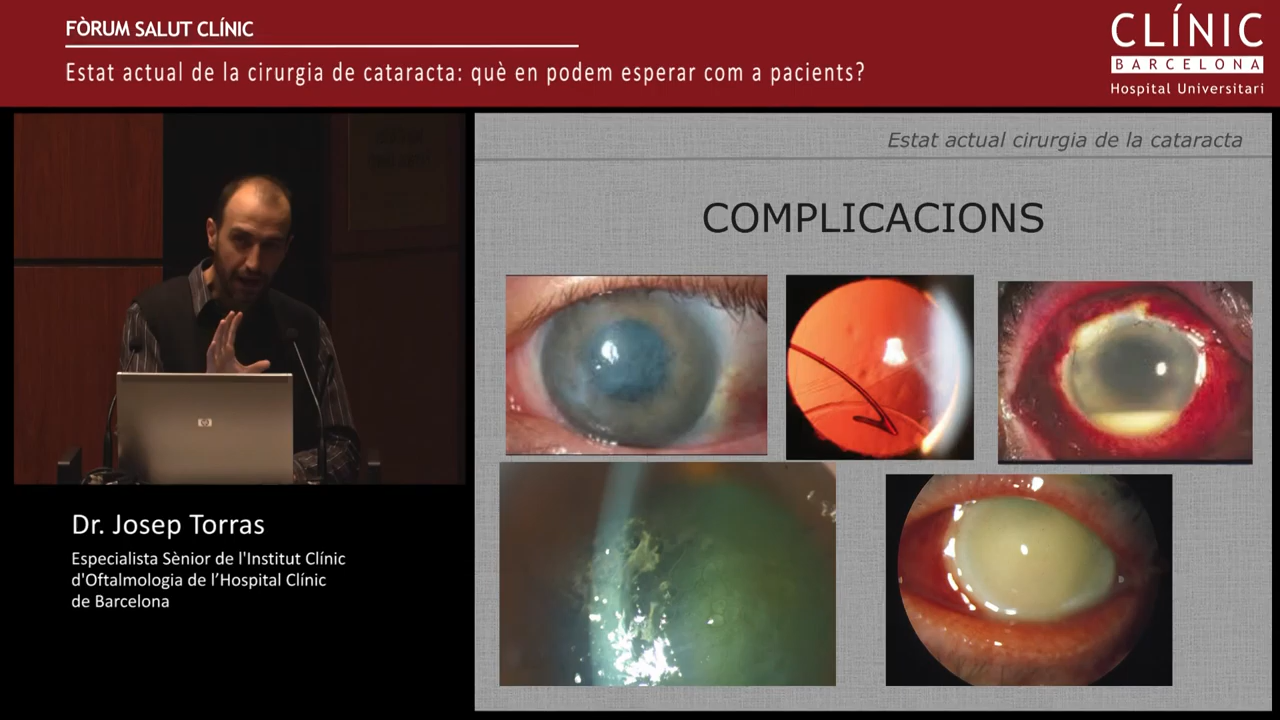 FÒRUM SALUT CLÍNIC
Estat actual de la cirurgia de cataracta: què en podem esperar com a pacients?
CLÍNIC
BARCELONA
Hospital Universitari
Estat actual cirurgia de la cataracta
COMPLICACIONS
hp
Dr. Josep Torras
Especialista Sènior de l'Institut Clínic
d'Oftalmologia de l’Hospital Clínic
de Barcelona